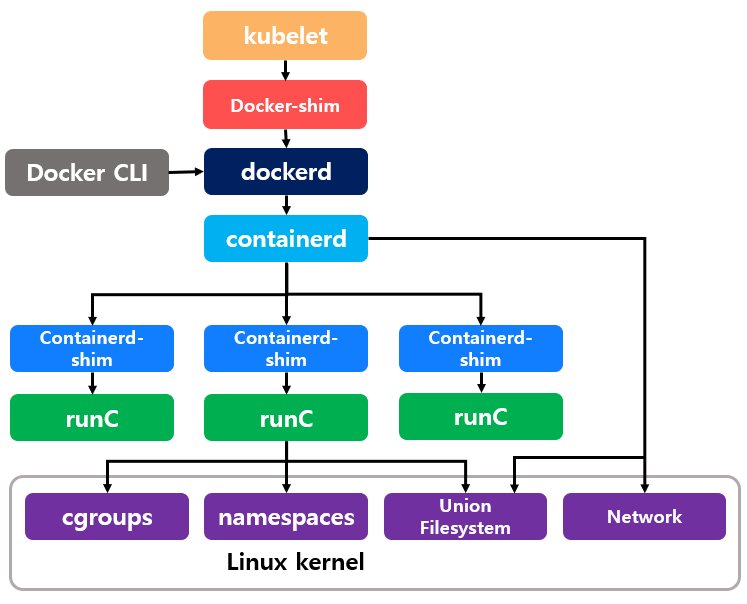 kubelet
Docker-shim
Docker CLI
dockerd
containerd
Containerd-
shim
Containerd-
shim
Containerd-
shim
runC
runC
runC
cgroups
namespaces
Union
Filesystem
Network
Linux kernel